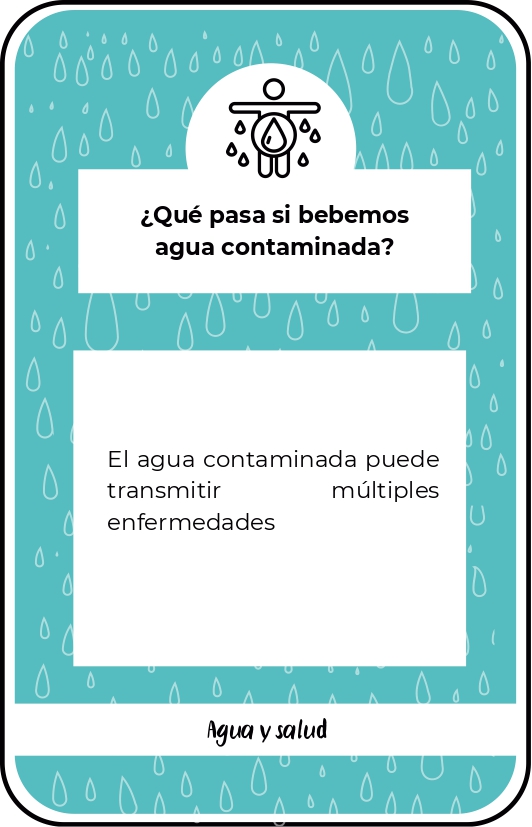 ¿Qué pasa si bebemos
agua contaminada?
El agua contaminada puede
transmitir múltiples
enfermedades
Agua y salud